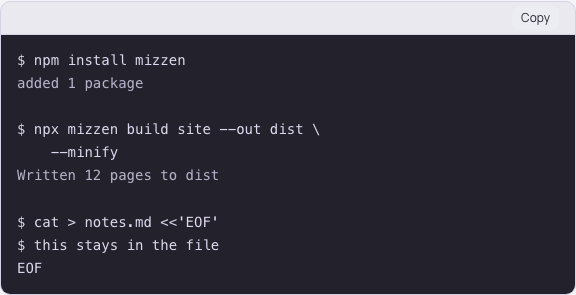 Copy
$ npm install mizzen
added 1 package
$ npx mizzen build site --out dist \
    --minify
Written 12 pages to dist
$ cat > notes.md <<'EOF'
$ this stays in the file
EOF